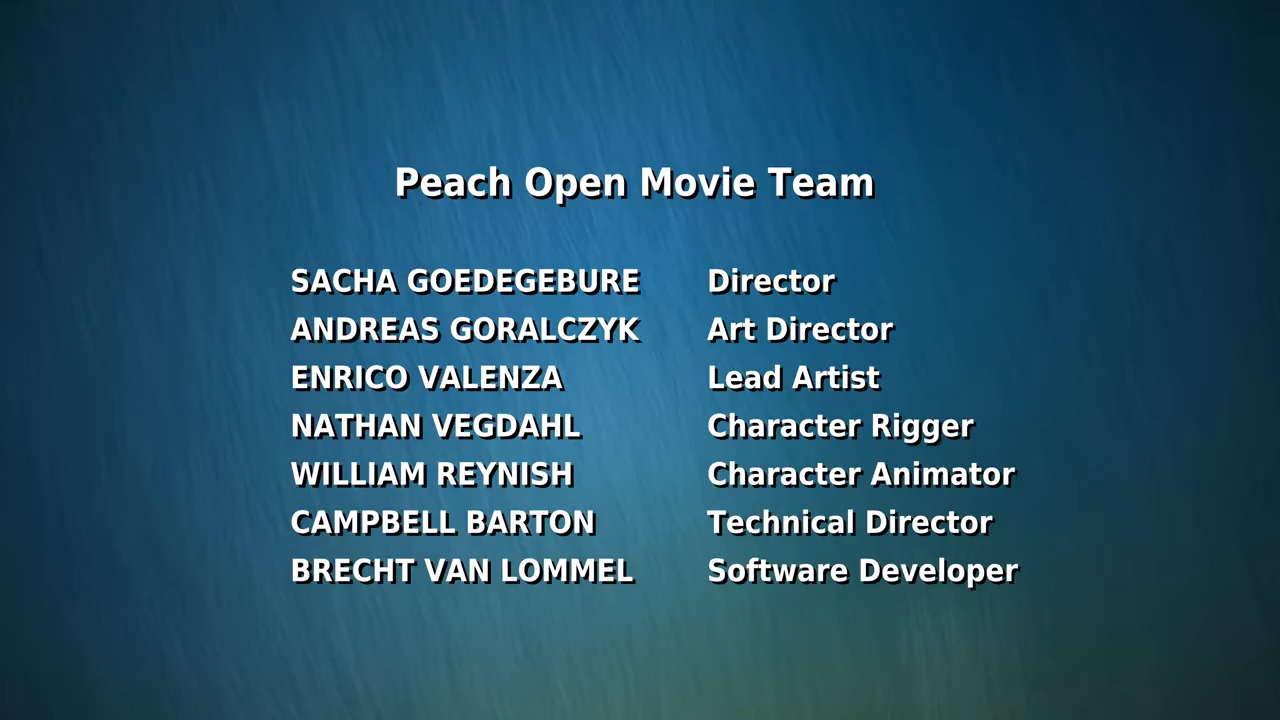 Peach Open Movie Team
SACHA GOEDEGEBURE Director
ANDREAS GORALCZYK Art Director
ENRICO VALENZA Lead Artist
NATHAN VEGDAHL Character Rigger
WILLIAM REYNISH Character Animator
CAMPBELL BARTON Technical Director
BRECHT VAN LOMMEL Software Developer